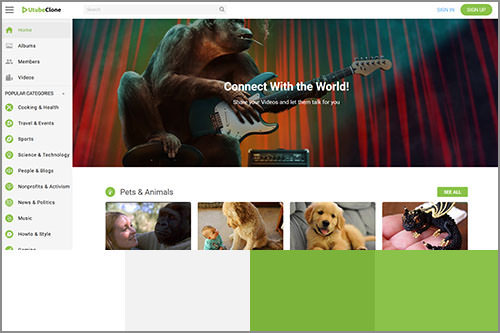 UtubeClone
Search
SIGN IN
SIGN UP
Home
Albums
Members
Videos
POPULAR CATEGORIES
Cooking & Health
Travel & Events
Sports
Science & Technology
People & Blogs
Nonprofits & Activism
News & Politics
Music
Howto & Style
Gaming
Connect With the World!
Share your Videos and let them talk for you
Pets & Animals
SEE ALL